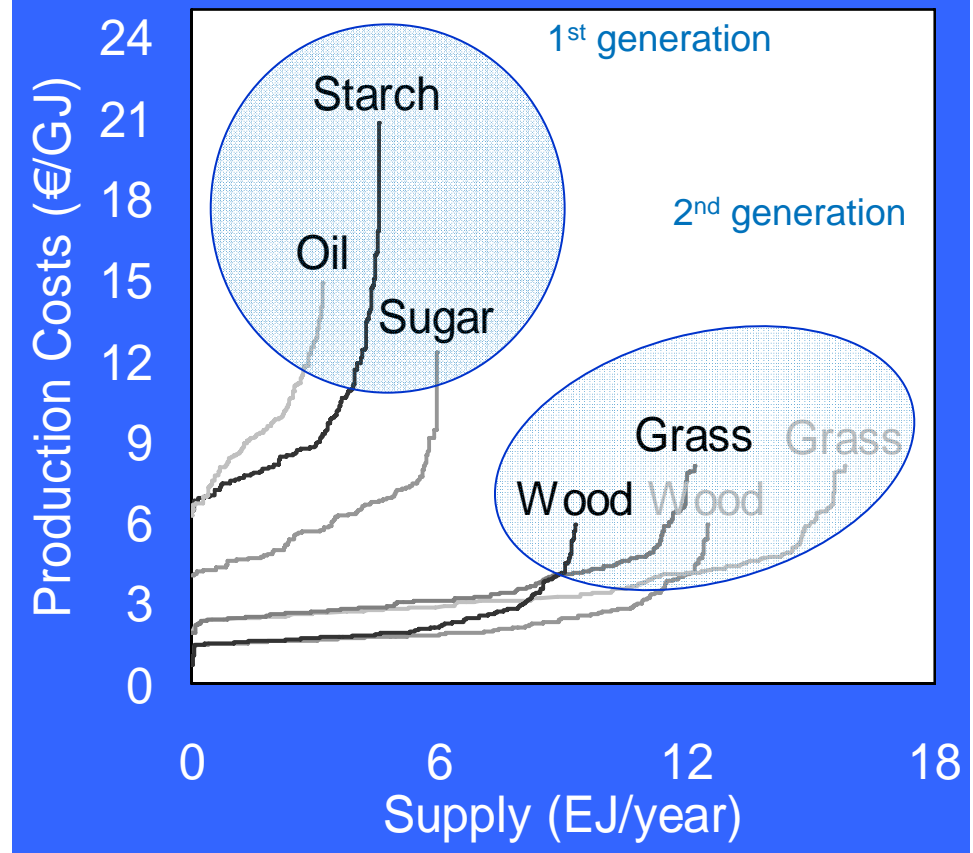 1st generation
2nd generation
Starch
Oil
Sugar
Grass
Grass
Wood
Wood
Production Costs (€/GJ)
24
21
18
15
12
9
6
3
0
0 6 12 18
Supply (EJ/year)